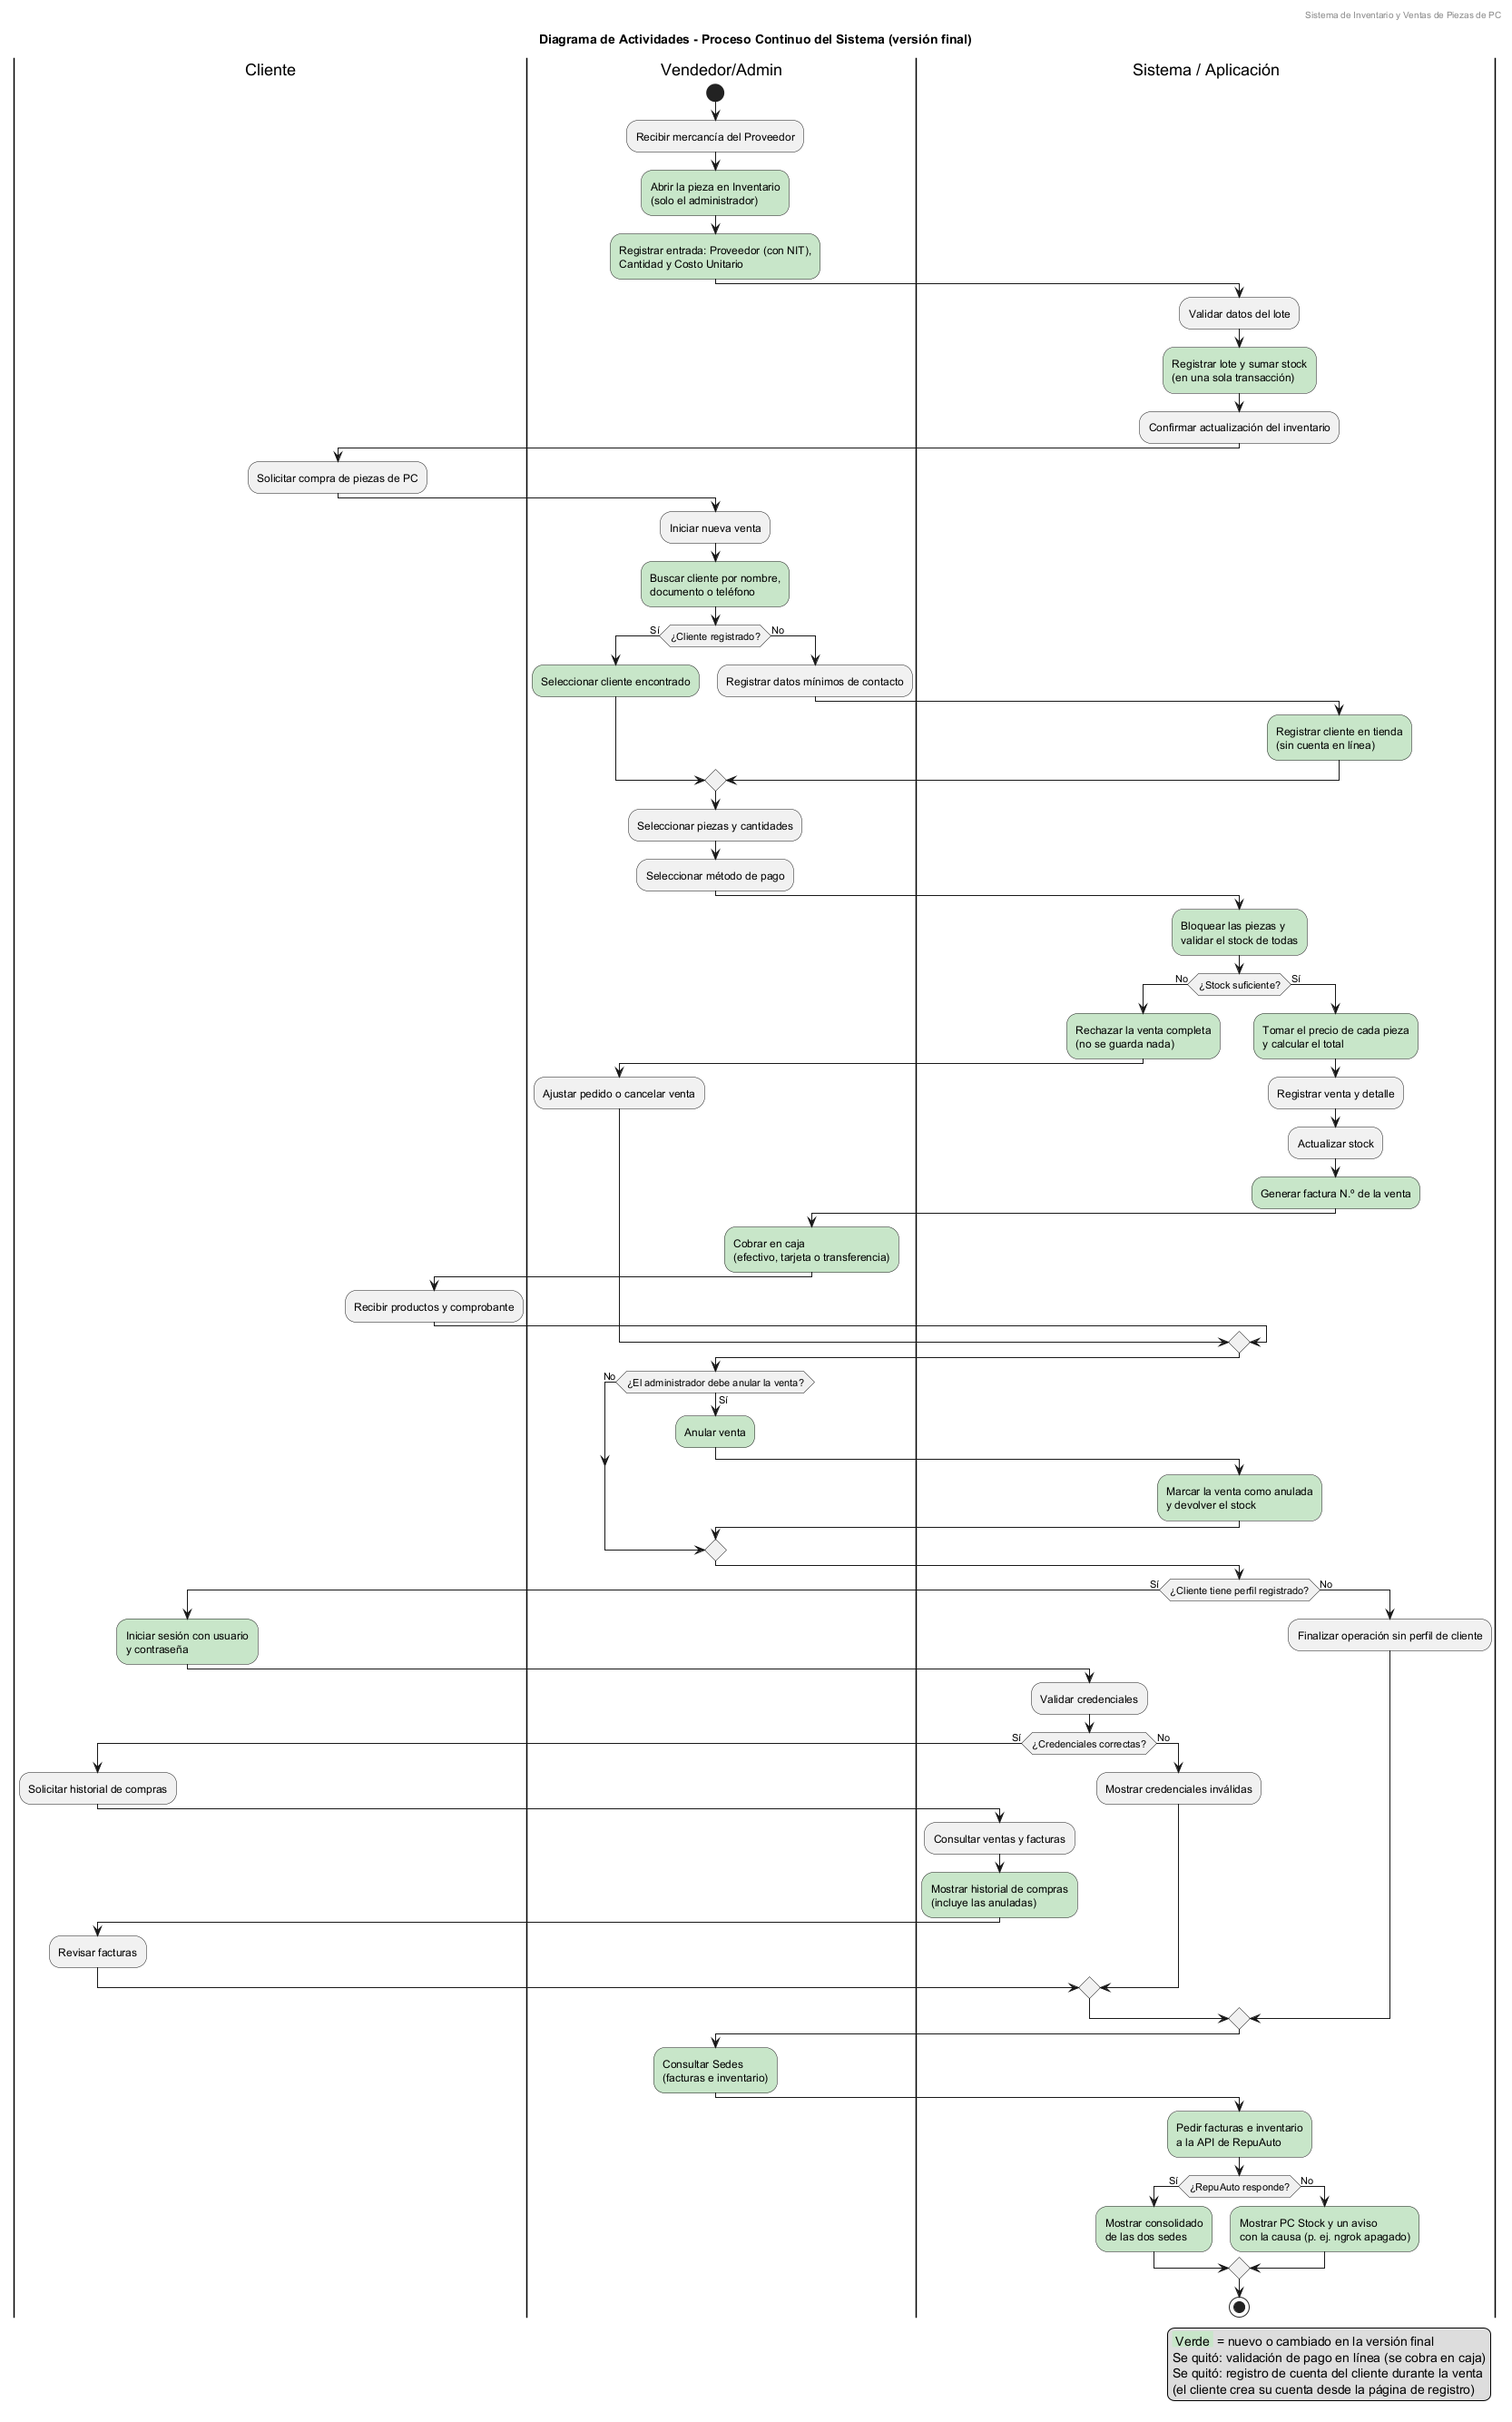 Sistema de Inventario y Ventas de Piezas de PC
Diagrama de Actividades - Proceso Continuo del Sistema (versión final)
Cliente
Vendedor/Admin
Sistema / Aplicación
Recibir mercancía del Proveedor
Abrir la pieza en Inventario
(solo el administrador)
Registrar entrada: Proveedor (con NIT),
Cantidad y Costo Unitario
Validar datos del lote
Registrar lote y sumar stock
(en una sola transacción)
Confirmar actualización del inventario
Solicitar compra de piezas de PC
Iniciar nueva venta
Buscar cliente por nombre,
documento o teléfono
Sí
¿Cliente registrado?
No
Seleccionar cliente encontrado
Registrar datos mínimos de contacto
Registrar cliente en tienda
(sin cuenta en línea)
Seleccionar piezas y cantidades
Seleccionar método de pago
Bloquear las piezas y
validar el stock de todas
No
¿Stock suficiente?
Sí
Rechazar la venta completa
(no se guarda nada)
Tomar el precio de cada pieza
y calcular el total
Ajustar pedido o cancelar venta
Registrar venta y detalle
Actualizar stock
Generar factura N.º de la venta
Cobrar en caja
(efectivo, tarjeta o transferencia)
Recibir productos y comprobante
No
¿El administrador debe anular la venta?
Sí
Anular venta
Marcar la venta como anulada
y devolver el stock
Sí
¿Cliente tiene perfil registrado?
No
Iniciar sesión con usuario
y contraseña
Finalizar operación sin perfil de cliente
Validar credenciales
Sí
¿Credenciales correctas?
No
Solicitar historial de compras
Mostrar credenciales inválidas
Consultar ventas y facturas
Mostrar historial de compras
(incluye las anuladas)
Revisar facturas
Consultar Sedes
(facturas e inventario)
Pedir facturas e inventario
a la API de RepuAuto
Sí
¿RepuAuto responde?
No
Mostrar consolidado
de las dos sedes
Mostrar PC Stock y un aviso
con la causa (p. ej. ngrok apagado)
Verde = nuevo o cambiado en la versión final
Se quitó: validación de pago en línea (se cobra en caja)
Se quitó: registro de cuenta del cliente durante la venta
(el cliente crea su cuenta desde la página de registro)